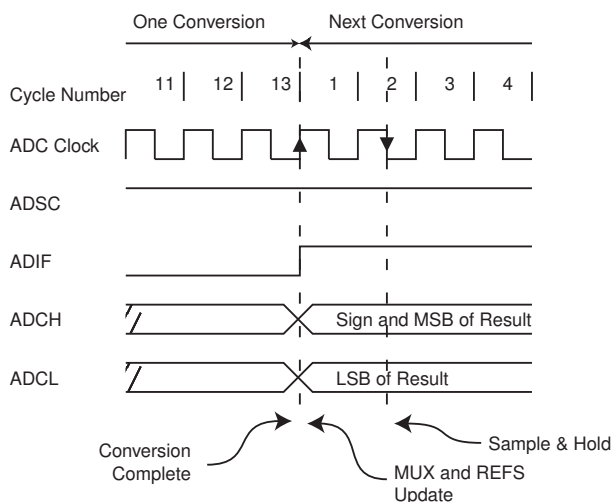 One Conversion Next Conversion
Cycle Number 11 12 13 1 2 3 4
ADC Clock
ADSC
ADIF
ADCH Sign and MSB of Result
ADCL LSB of Result
Conversion
Complete
MUX and REFS
Update
Sample & Hold